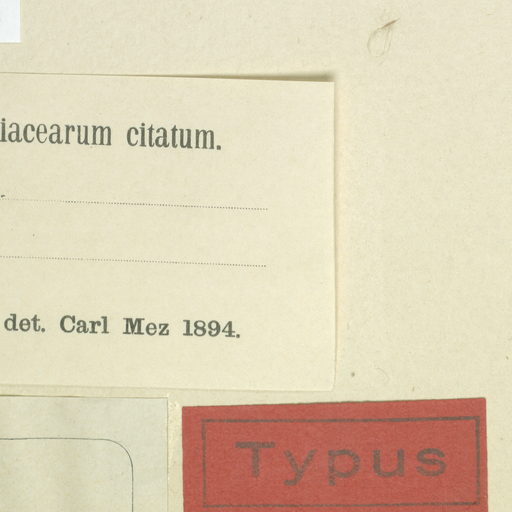 iacearum citatum.
det. Carl Mez 1894.
Typus